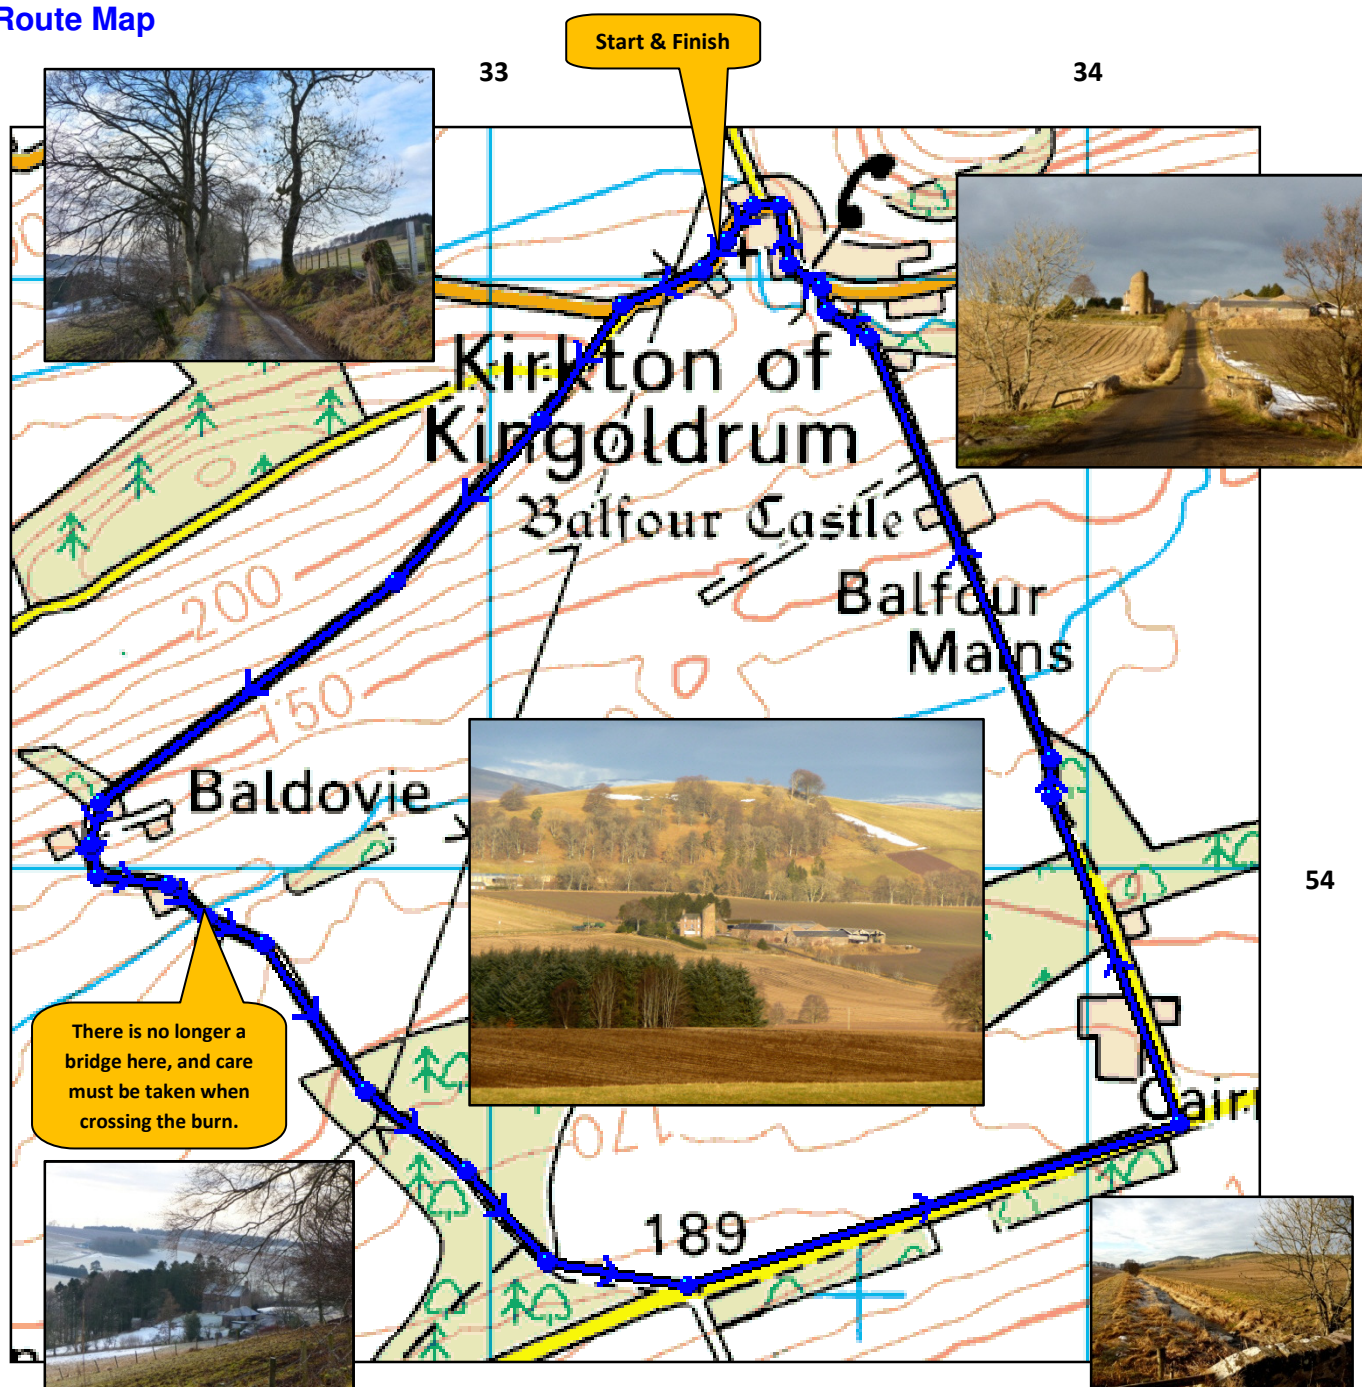 Route Map
Start & Finish
33
34
Kirkton of
Kingoldrum
Balfour Castle
Balfour
Mains
200
150
Baldovie
54
There is no longer a
bridge here, and care
must be taken when
crossing the burn.
170
189